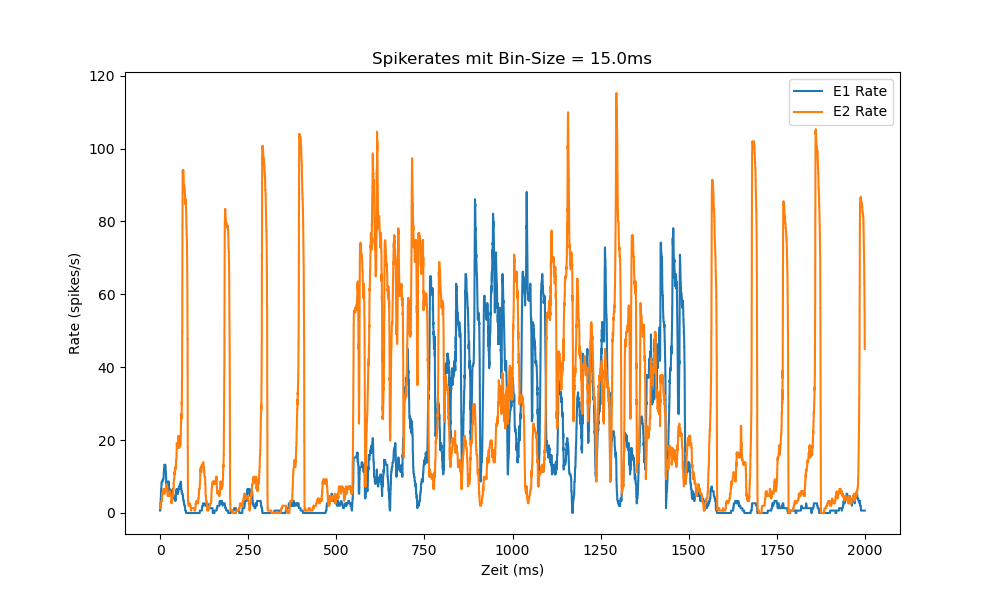 Spikerates mit Bin-Size = 15.0ms
E1 Rate
E2 Rate
120
100
80
60
40
20
0
Rate (spikes/s)
0 250 500 750 1000 1250 1500 1750 2000
Zeit (ms)